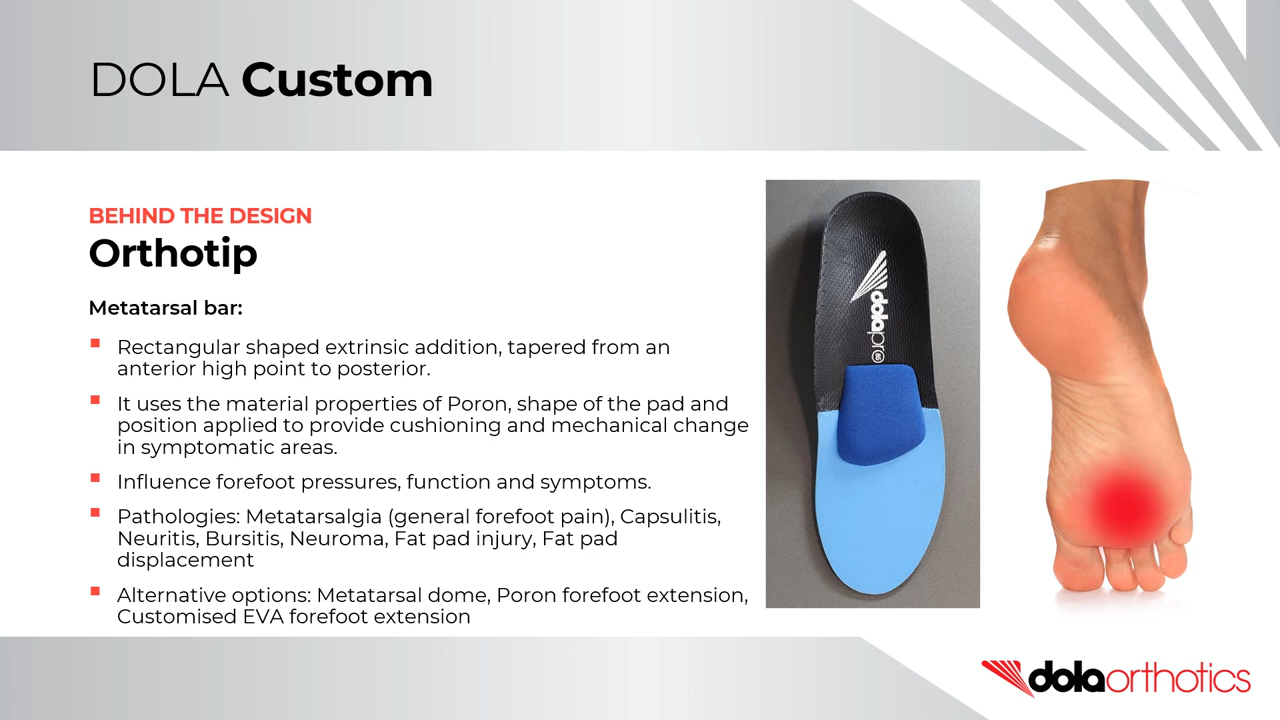 DOLA Custom
BEHIND THE DESIGN
Orthotip
Metatarsal bar:
Rectangular shaped extrinsic addition, tapered from an
anterior high point to posterior.
It uses the material properties of Poron, shape of the pad and
position applied to provide cushioning and mechanical change
in symptomatic areas.
Influence forefoot pressures, function and symptoms.
Pathologies: Metatarsalgia (general forefoot pain), Capsulitis,
Neuritis, Bursitis, Neuroma, Fat pad injury, Fat pad
displacement
Alternative options: Metatarsal dome, Poron forefoot extension,
Customised EVA forefoot extension
dolapro
dolaorthotics